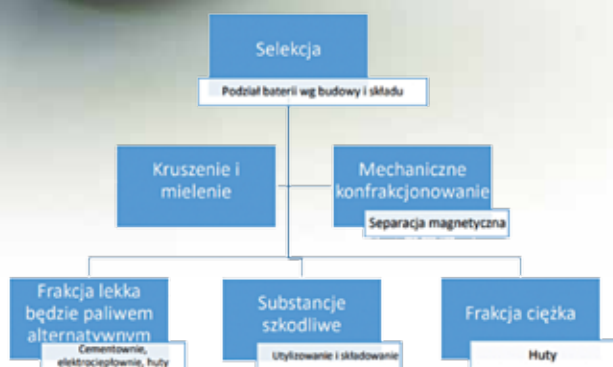 Selekcja
Podział baterii wg budowy i składu
Kruszenie i
mielenie
Mechaniczne
konfrakcjonowanie
Separacja magnetyczna
Frakcja lekka
będzie paliwem
alternatywnym
Cementownie,
elektrociepłownie, huty
Substancje
szkodliwe
Utylizowanie i składowanie
Frakcja ciężka
Huty